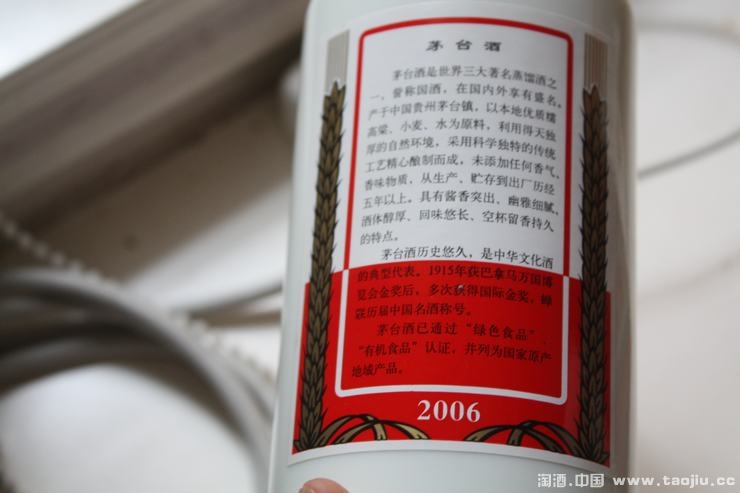 茅台酒
茅台酒是世界三大著名蒸馏酒之
一，誉称国酒，在国内外享有盛名。
产于中国贵州茅台镇，以本地优质糯
高粱、小麦、水为原料，利用得天独
厚的自然环境，采用科学独特的传统
工艺精心酿制而成，未添加任何香气、
香味物质，从生产、贮存到出厂历经
五年以上。具有酱香突出、幽雅细腻、
酒体醇厚、回味悠长、空杯留香持久
的特点。
茅台酒历史悠久，是中华文化酒
的典型代表。1915年获巴拿马万国博
览会金奖后，多次获得国际金奖，蝉
联历届中国名酒称号。
茅台酒已通过“绿色食品”、
“有机食品”认证，并列为国家原产
地域产品。
2006
淘酒.中国 www.taojiu.cc